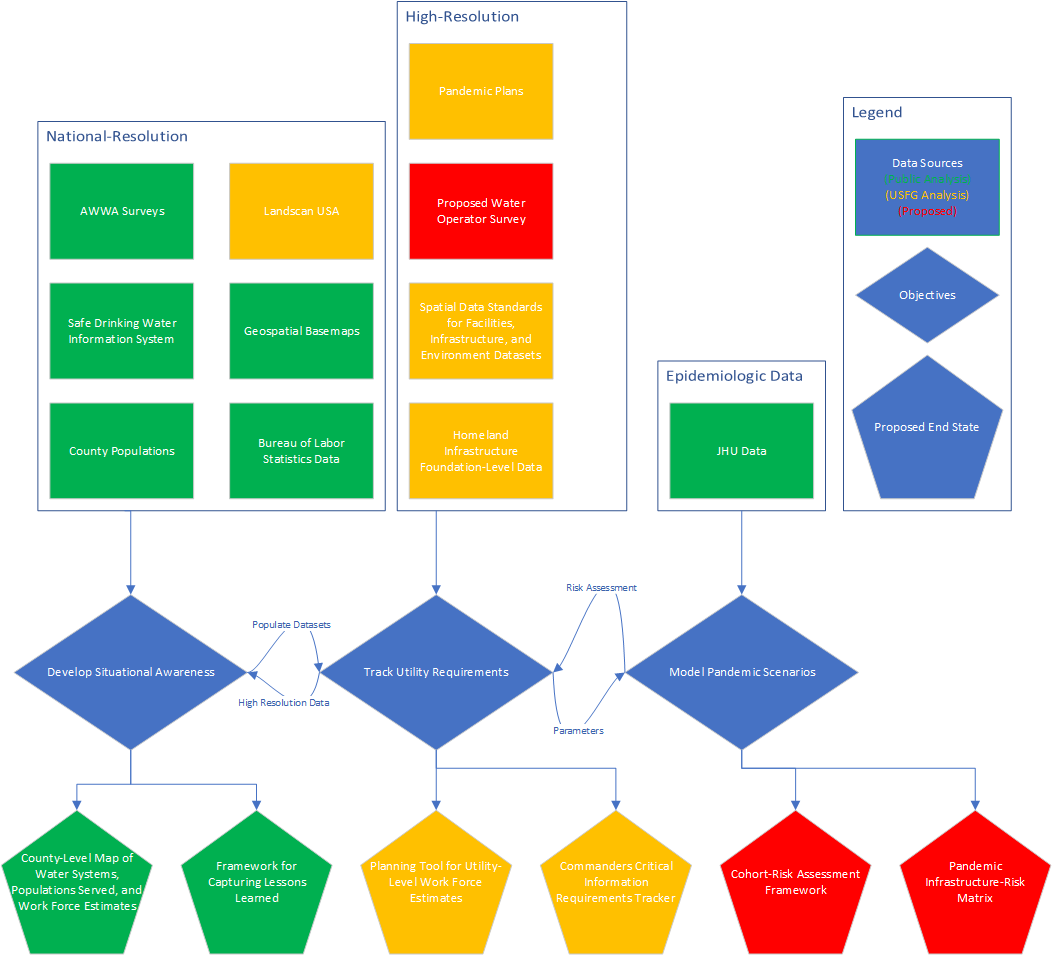 High-Resolution
Pandemic Plans
Proposed Water
Operator Survey
Spatial Data Standards
for Facilities,
Infrastructure, and
Environment Datasets
Homeland
Infrastructure
Foundation-Level Data
National-Resolution
AWWA Surveys
Landscan USA
Safe Drinking Water
Information System
Geospatial Basemaps
County Populations
Bureau of Labor
Statistics Data
Epidemiologic Data
JHU Data
Legend
Data Sources
(Public Analysis)
(USFG Analysis)
(Proposed)
Objectives
Proposed End State
Develop Situational Awareness
Populate Datasets
High Resolution Data
Track Utility Requirements
Risk Assessment
Parameters
Model Pandemic Scenarios
County-Level Map of
Water Systems,
Populations Served, and
Work Force Estimates
Framework for
Capturing Lessons
Learned
Planning Tool for Utility-
Level Work Force
Estimates
Commanders Critical
Information
Requirements Tracker
Cohort-Risk Assessment
Framework
Pandemic
Infrastructure-Risk
Matrix